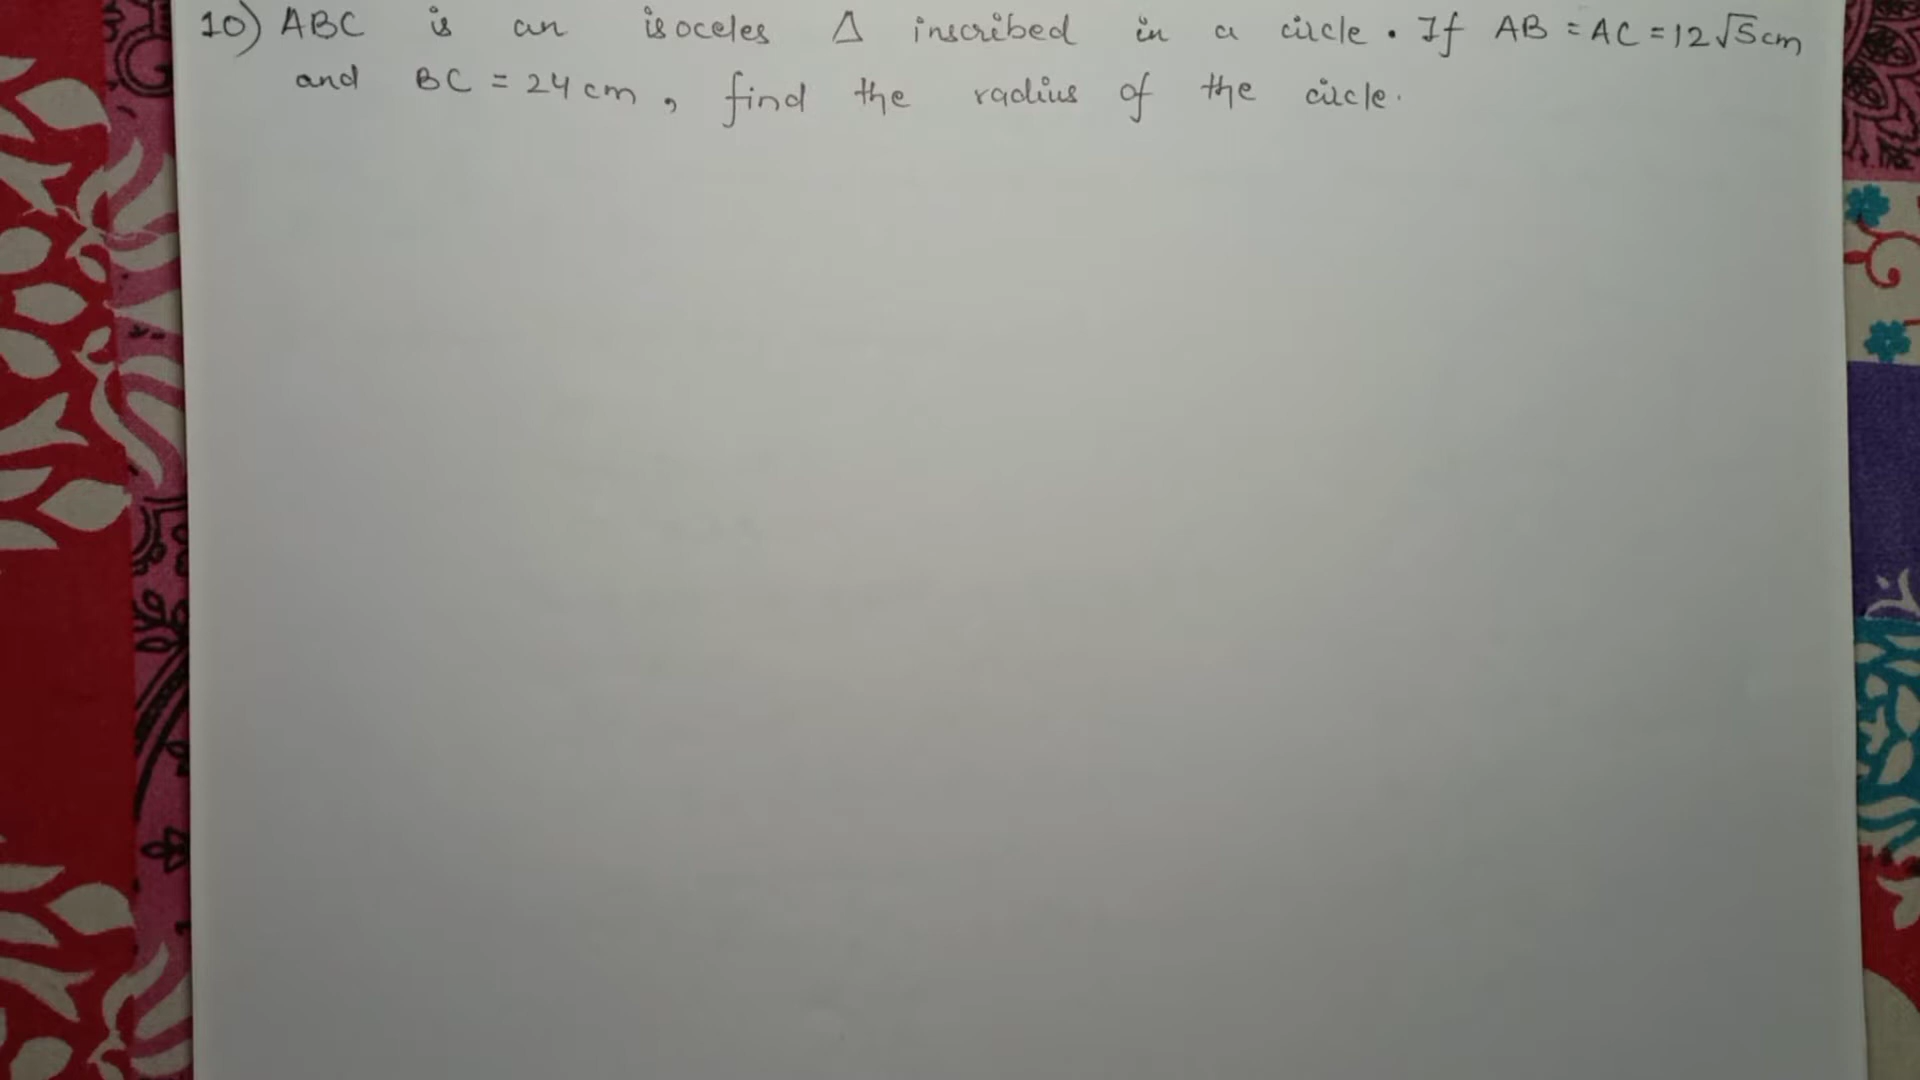 10) ABC is an isoceles Δ inscribed in a circle. If AB = AC = 12√5 cm
and BC = 24 cm, find the radius of the circle.